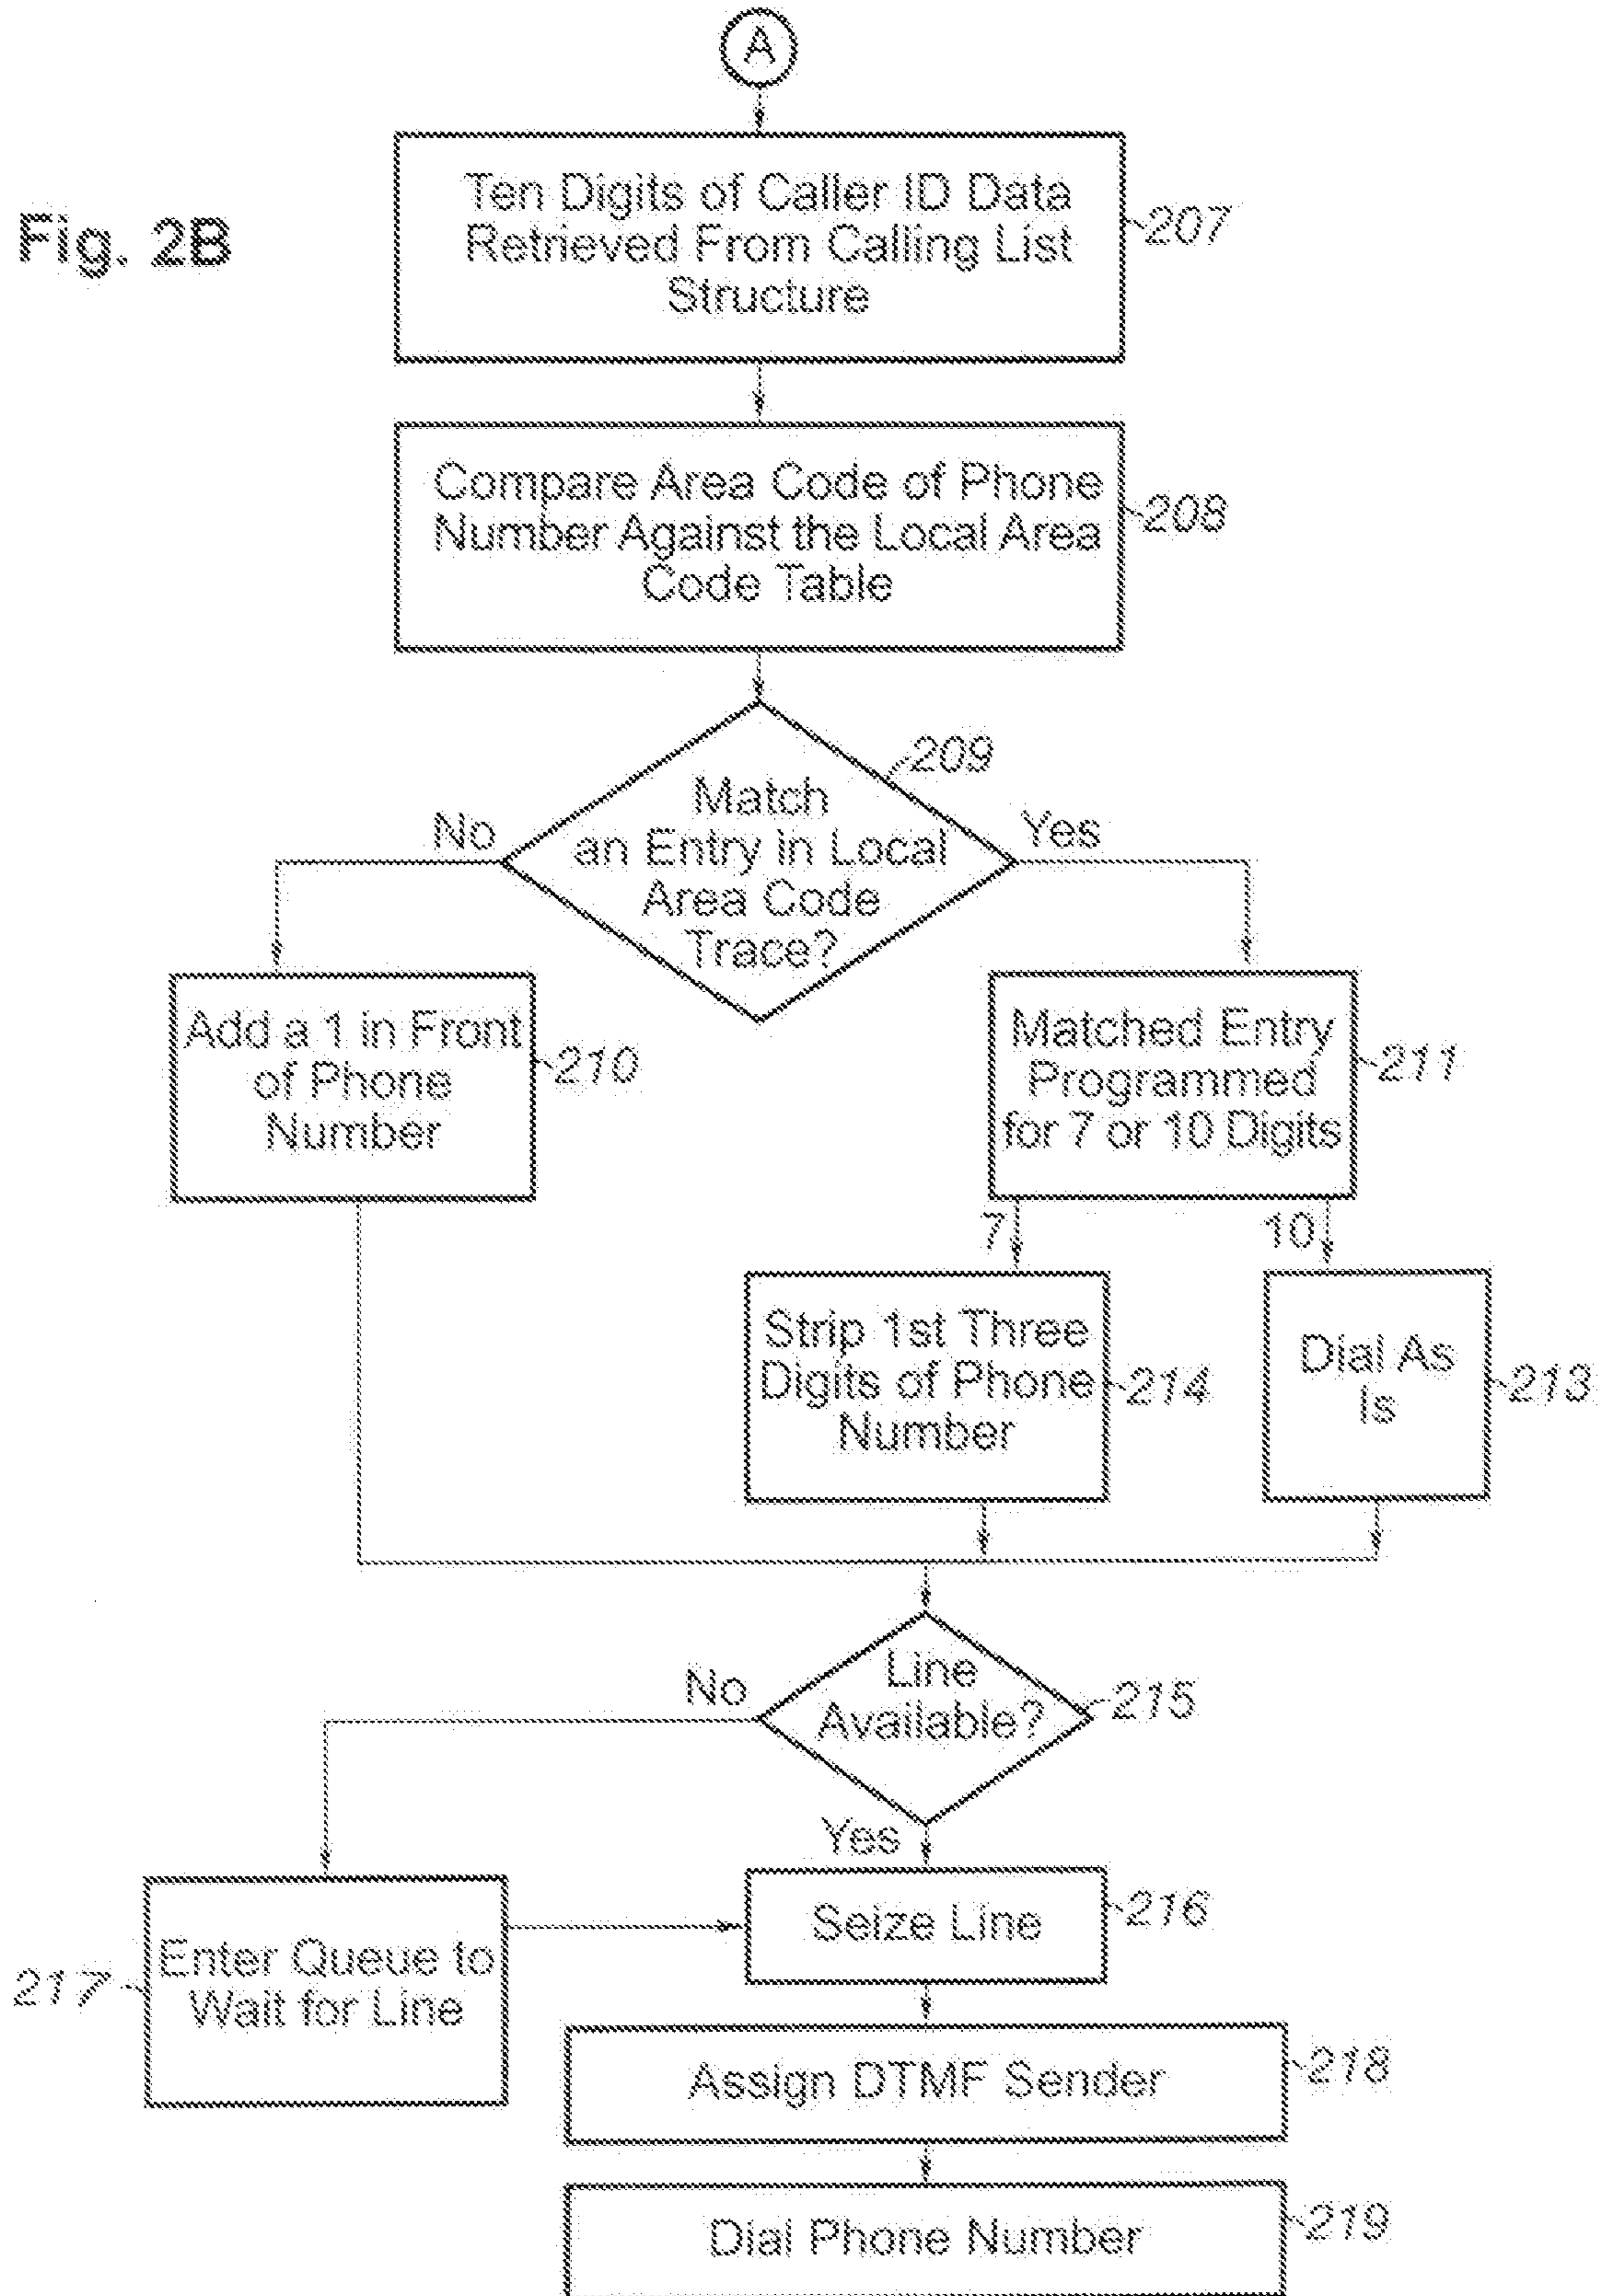 A
Fig. 2B
Ten Digits of Caller ID Data
Retrieved From Calling List
Structure
207
Compare Area Code of Phone
Number Against the Local Area
Code Table
208
209
Match
an Entry in Local
Area Code
Trace?
No
Yes
Add a 1 in Front
of Phone
Number
210
Matched Entry
Programmed
for 7 or 10 Digits
211
7
10
Strip 1st Three
Digits of Phone
Number
214
Dial As
Is
213
Line
Available?
215
No
Yes
Seize Line
216
Enter Queue to
Wait for Line
217
Assign DTMF Sender
218
Dial Phone Number
219